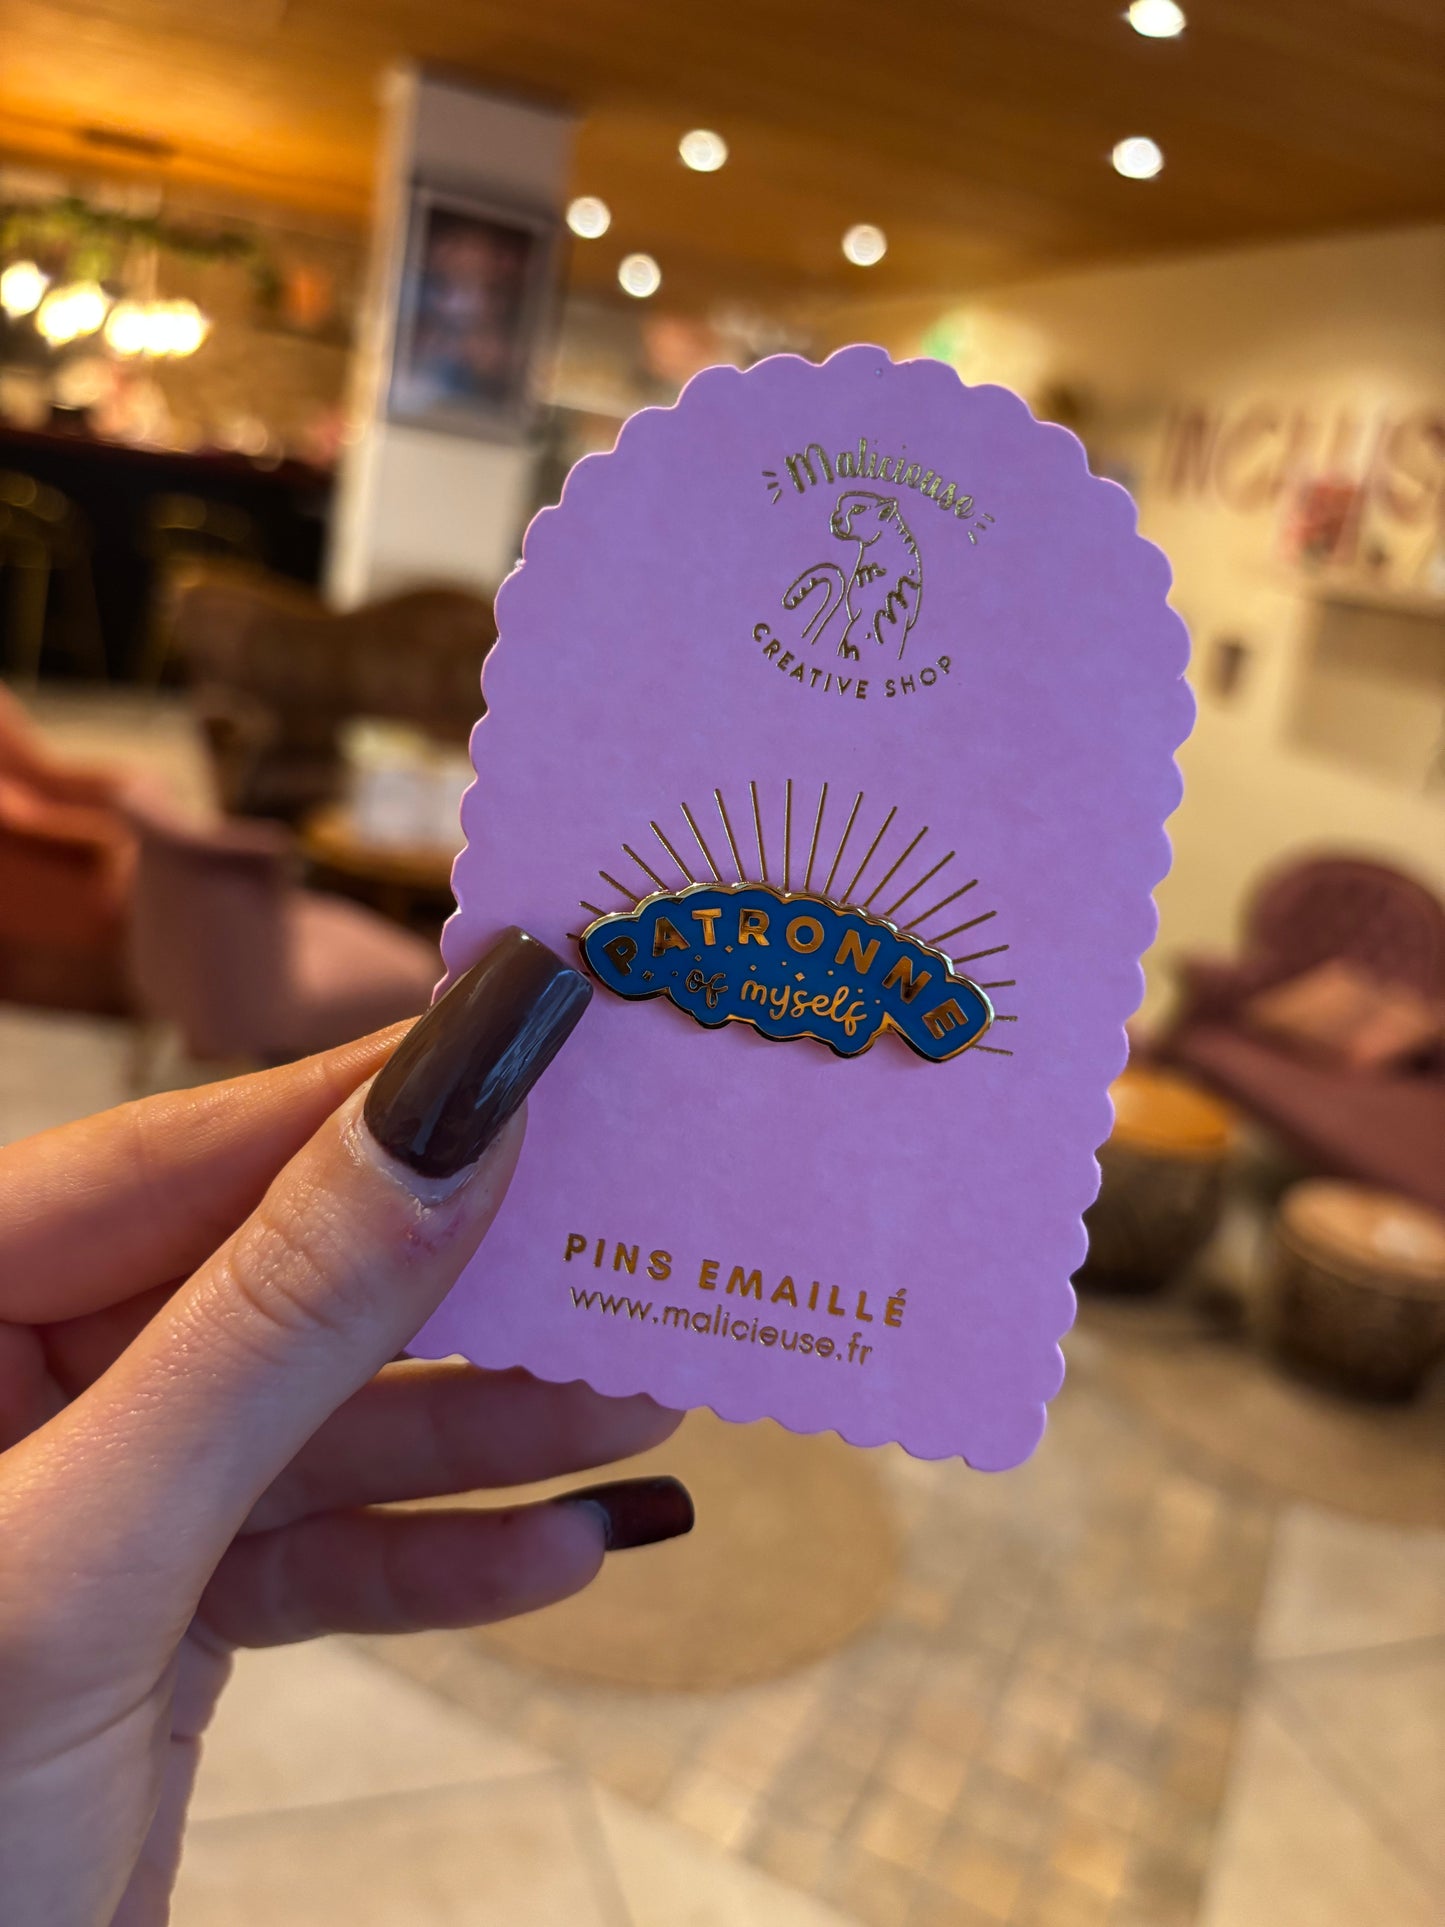 Malicieuse
CREATIVE SHOP
PATRONNE
of myself
PINS EMAILLÉ
www.malicieuse.fr